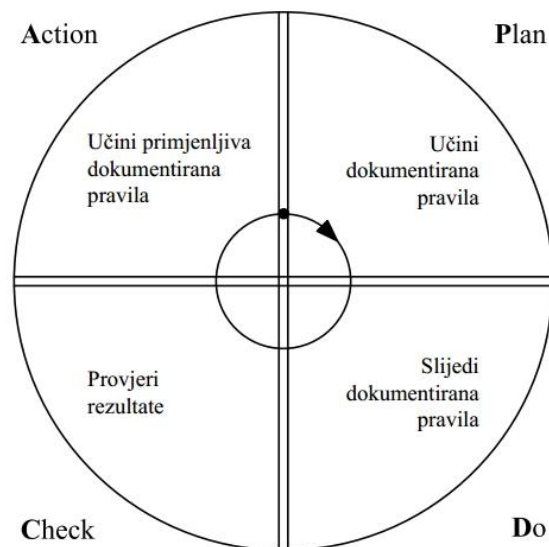 Action
Plan
Učini primjenljiva
dokumentirana
pravila
Učini
dokumentirana
pravila
Provjeri
rezultate
Slijedi
dokumentirana
pravila
Check
Do